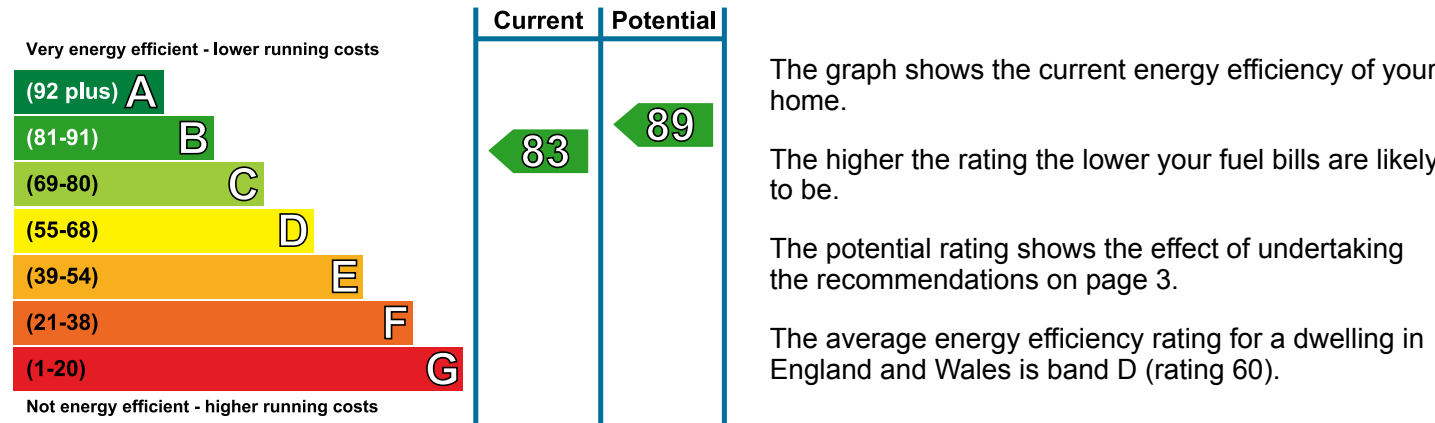 Current Potential
Very energy efficient - lower running costs
(92 plus) A
(81-91) B
(69-80) C
(55-68) D
(39-54) E
(21-38) F
(1-20) G
Not energy efficient - higher running costs
83
89
The graph shows the current energy efficiency of your
home.
The higher the rating the lower your fuel bills are likely
to be.
The potential rating shows the effect of undertaking
the recommendations on page 3.
The average energy efficiency rating for a dwelling in
England and Wales is band D (rating 60).